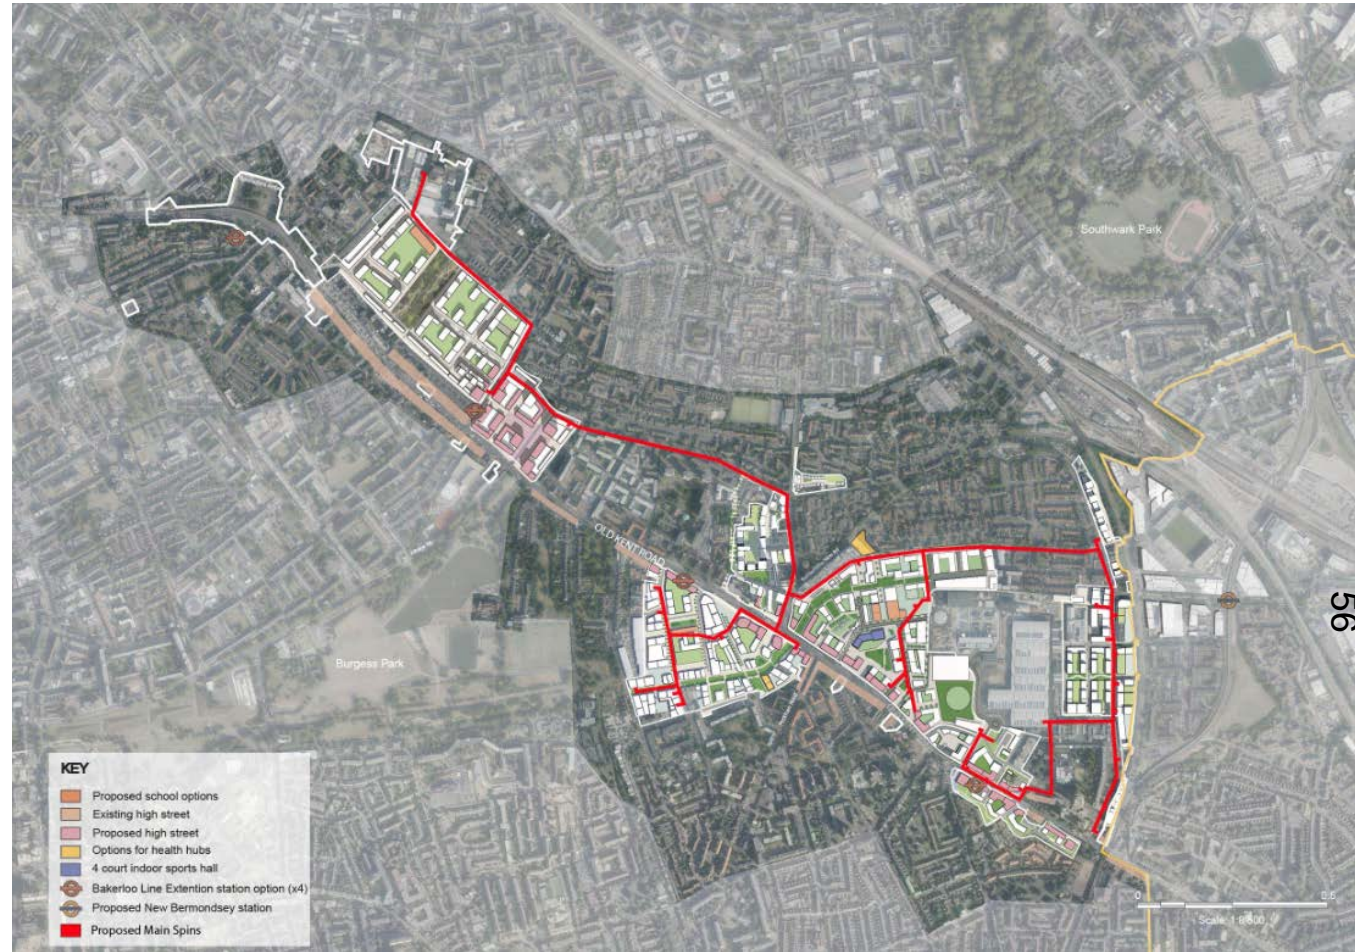 Southwark Park
OLD KENT ROAD
56
Burgess Park
KEY
Proposed school options
Existing high street
Proposed high street
Options for health hubs
4 court indoor sports hall
Bakerloo Line Extention station option (x4)
Proposed New Bermondsey station
Proposed Main Spins
0
Scale